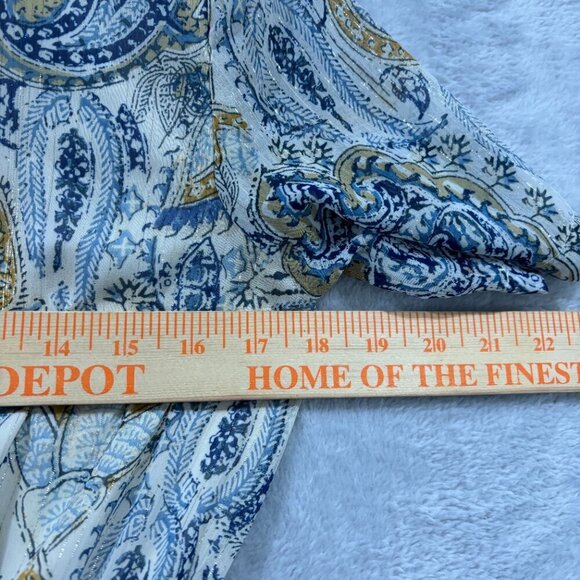 14 15 16 17 18 19 20 21 22
DEPOT HOME OF THE FINEST